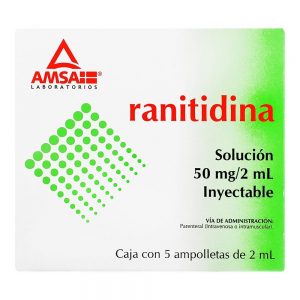 AMSA
LABORATORIOS
ranitidina
Solución
50 mg/2 mL
Inyectable
VÍA DE ADMINISTRACIÓN:
Parenteral (Intravenosa o intramuscular).
Caja con 5 ampolletas de 2 mL